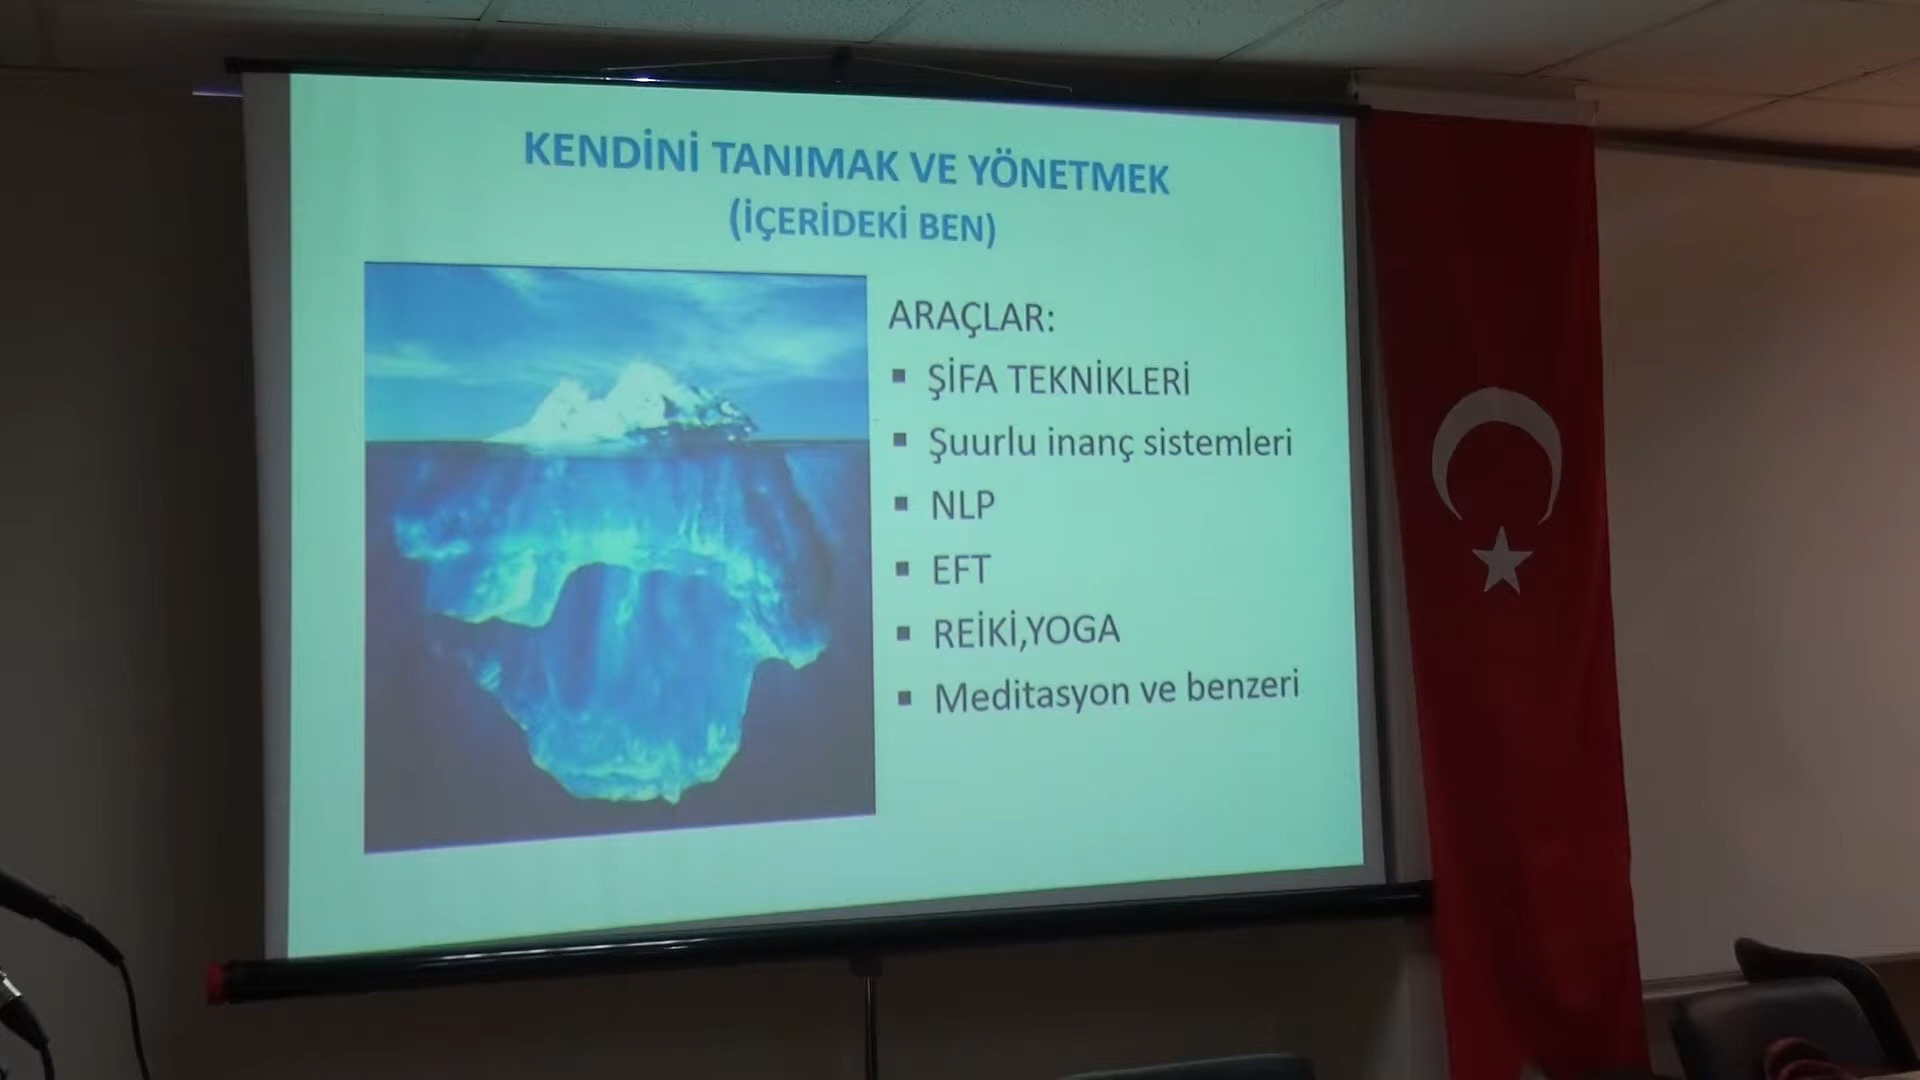 KENDİNİ TANIMAK VE YÖNETMEK
(İÇERİDEKİ BEN)
ARAÇLAR:
▪ ŞİFA TEKNİKLERİ
▪ Şuurlu inanç sistemleri
▪ NLP
▪ EFT
▪ REİKİ,YOGA
▪ Meditasyon ve benzeri